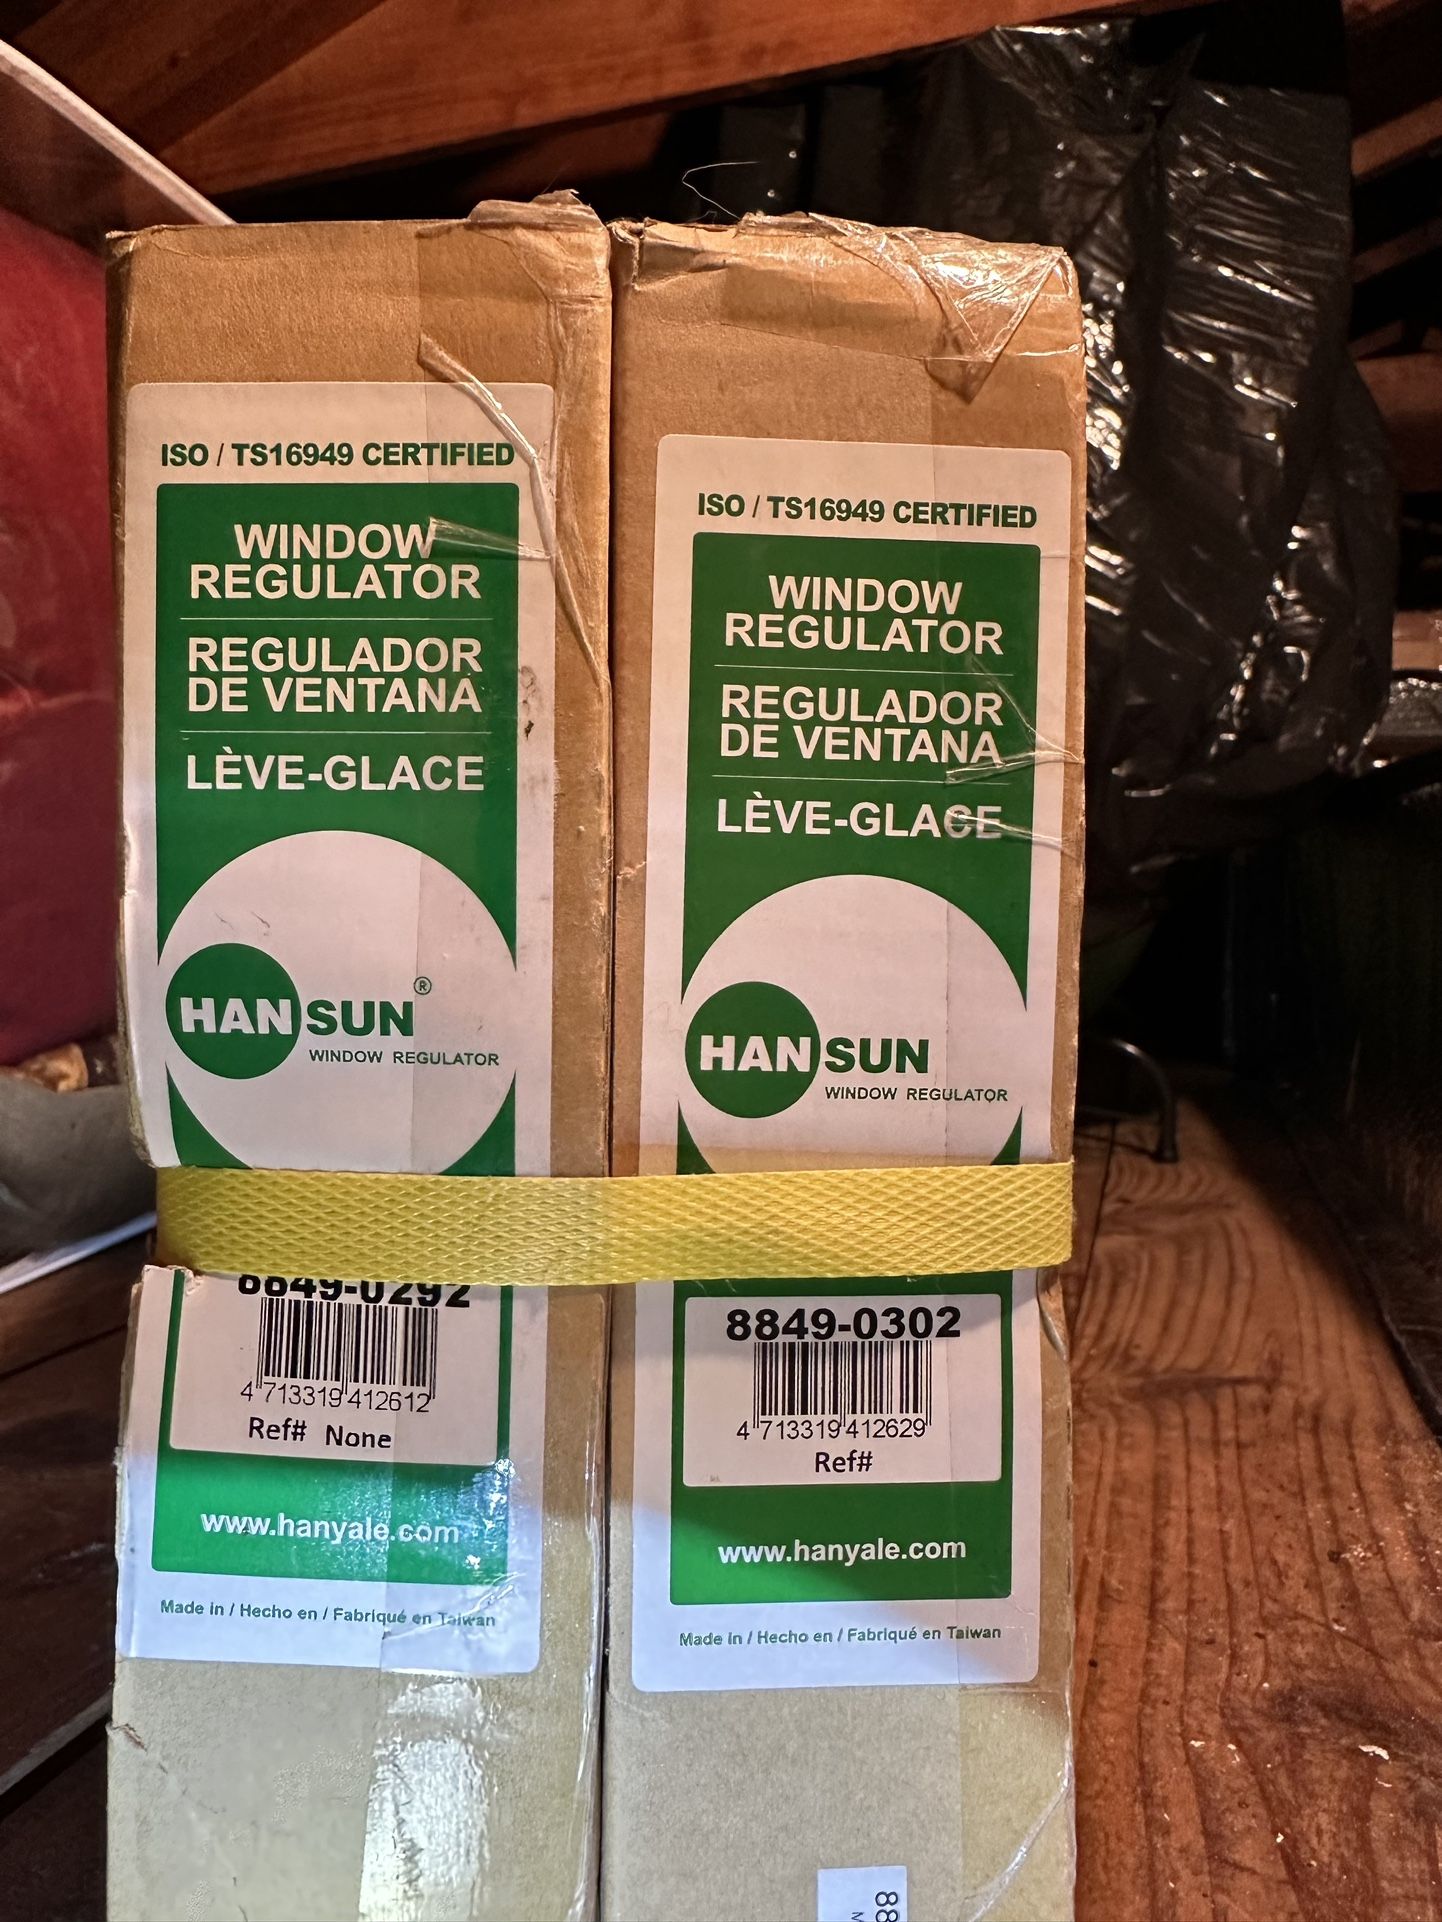 ISO / TS16949 CERTIFIED
WINDOW
REGULATOR
REGULADOR
DE VENTANA
LÈVE-GLACE
HANSUN®
WINDOW REGULATOR
8849-0292
4 713319 412612
Ref# None
www.hanyale.com
Made in / Hecho en / Fabriqué en Taiwan
ISO / TS16949 CERTIFIED
WINDOW
REGULATOR
REGULADOR
DE VENTANA
LÈVE-GLACE
HANSUN
WINDOW REGULATOR
8849-0302
4 713319 412629
Ref#
www.hanyale.com
Made in / Hecho en / Fabriqué en Taiwan
88